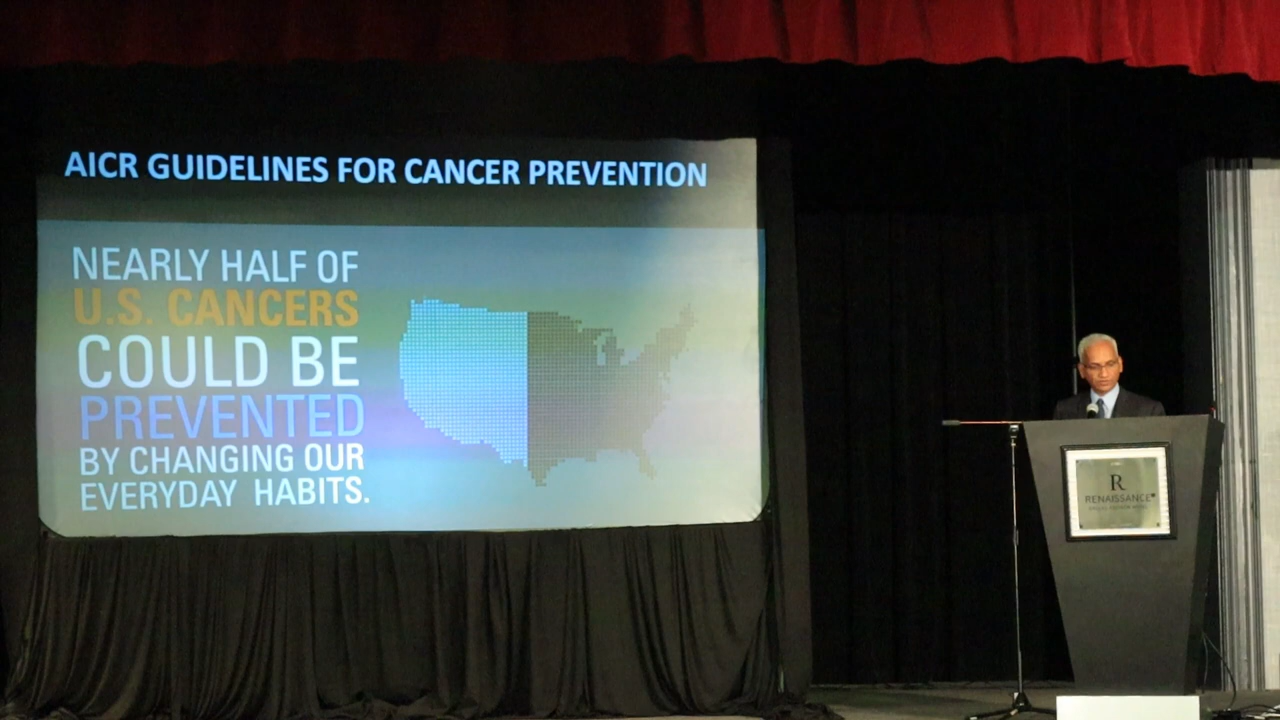 AICR GUIDELINES FOR CANCER PREVENTION
NEARLY HALF OF
U.S. CANCERS
COULD BE
PREVENTED
BY CHANGING OUR
EVERYDAY HABITS.
R
RENAISSANCE